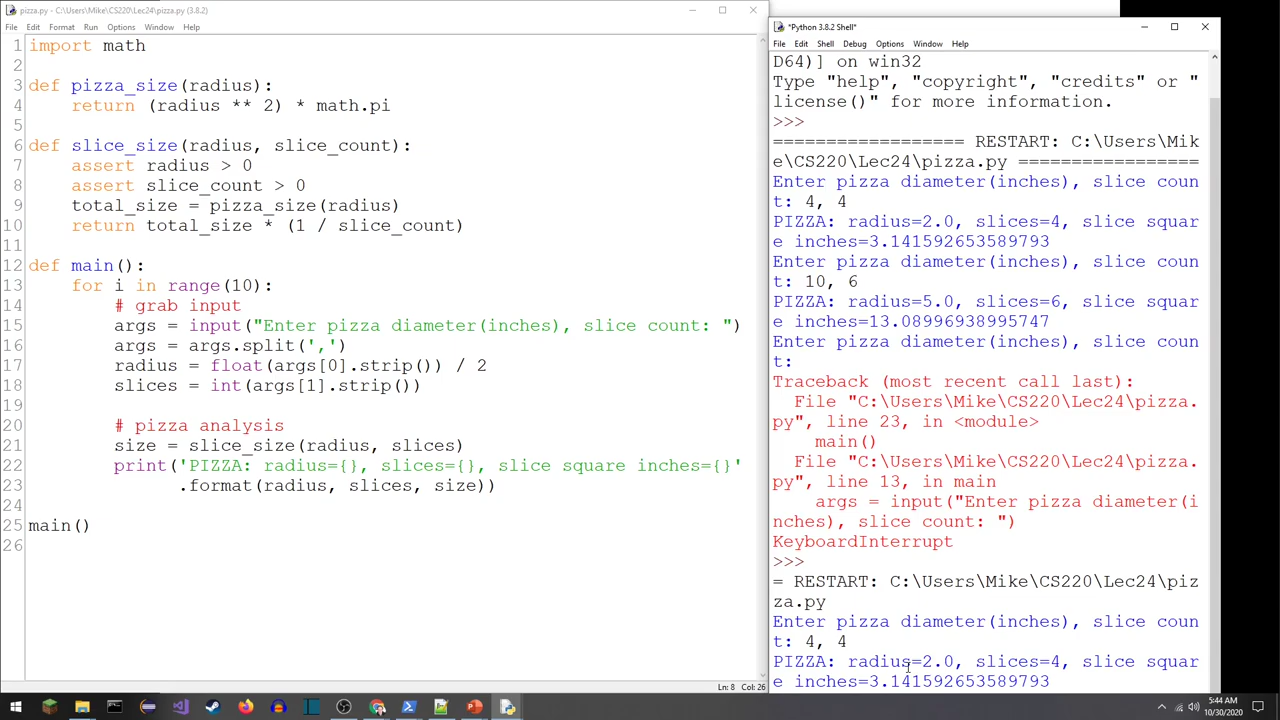 pizza.py - C:\Users\Mike\CS220\Lec24\pizza.py (3.8.2)
File Edit Format Run Options Window Help
1 import math
2
3 def pizza_size(radius):
4 return (radius ** 2) * math.pi
5
6 def slice_size(radius, slice_count):
7 assert radius > 0
8 assert slice_count > 0
9 total_size = pizza_size(radius)
10 return total_size * (1 / slice_count)
11
12 def main():
13 for i in range(10):
14 # grab input
15 args = input("Enter pizza diameter(inches), slice count: ")
16 args = args.split(',')
17 radius = float(args[0].strip()) / 2
18 slices = int(args[1].strip())
19
20 # pizza analysis
21 size = slice_size(radius, slices)
22 print('PIZZA: radius={}, slices={}, slice square inches={}'
23 .format(radius, slices, size))
24
25 main()
26
Ln: 8 Col: 26
*Python 3.8.2 Shell*
File Edit Shell Debug Options Window Help
D64)] on win32
Type "help", "copyright", "credits" or "
license()" for more information.
>>>
================== RESTART: C:\Users\Mik
e\CS220\Lec24\pizza.py =================
Enter pizza diameter(inches), slice coun
t: 4, 4
PIZZA: radius=2.0, slices=4, slice squar
e inches=3.141592653589793
Enter pizza diameter(inches), slice coun
t: 10, 6
PIZZA: radius=5.0, slices=6, slice squar
e inches=13.08996938995747
Enter pizza diameter(inches), slice coun
t:
Traceback (most recent call last):
File "C:\Users\Mike\CS220\Lec24\pizza.
py", line 23, in <module>
main()
File "C:\Users\Mike\CS220\Lec24\pizza.
py", line 13, in main
args = input("Enter pizza diameter(i
nches), slice count: ")
KeyboardInterrupt
>>>
= RESTART: C:\Users\Mike\CS220\Lec24\piz
za.py
Enter pizza diameter(inches), slice coun
t: 4, 4
PIZZA: radius=2.0, slices=4, slice squar
e inches=3.141592653589793
5:44 AM
10/30/2020